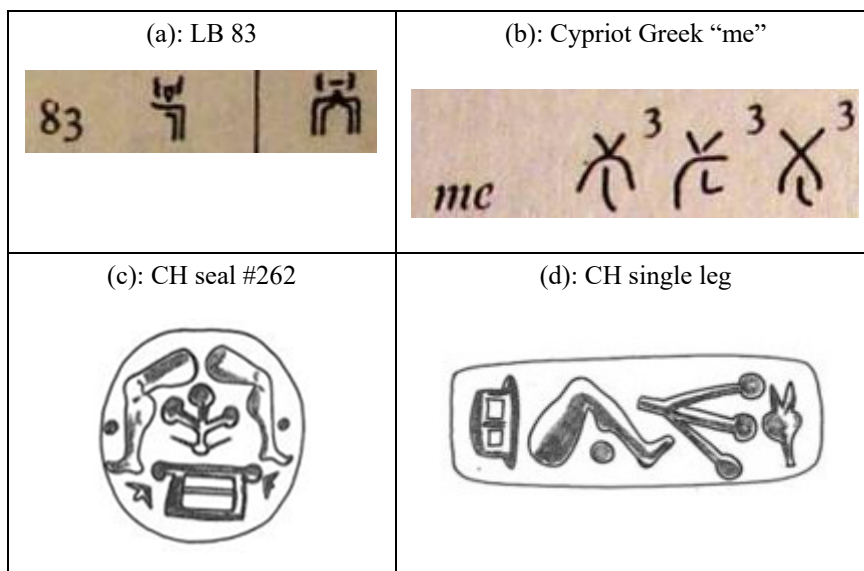 (a): LB 83
83
(b): Cypriot Greek “me”
3 3 3
me
(c): CH seal #262
(d): CH single leg